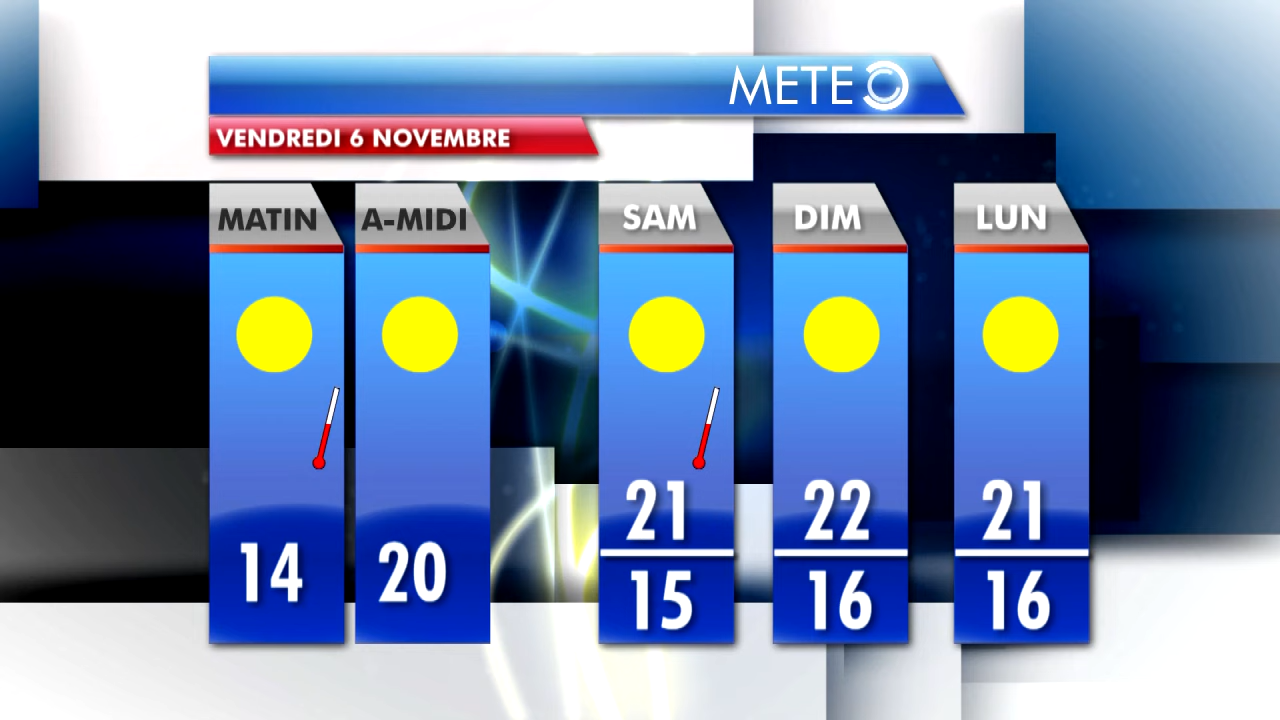 METEO
VENDREDI 6 NOVEMBRE
MATIN
14
A-MIDI
20
SAM
21
15
DIM
22
16
LUN
21
16